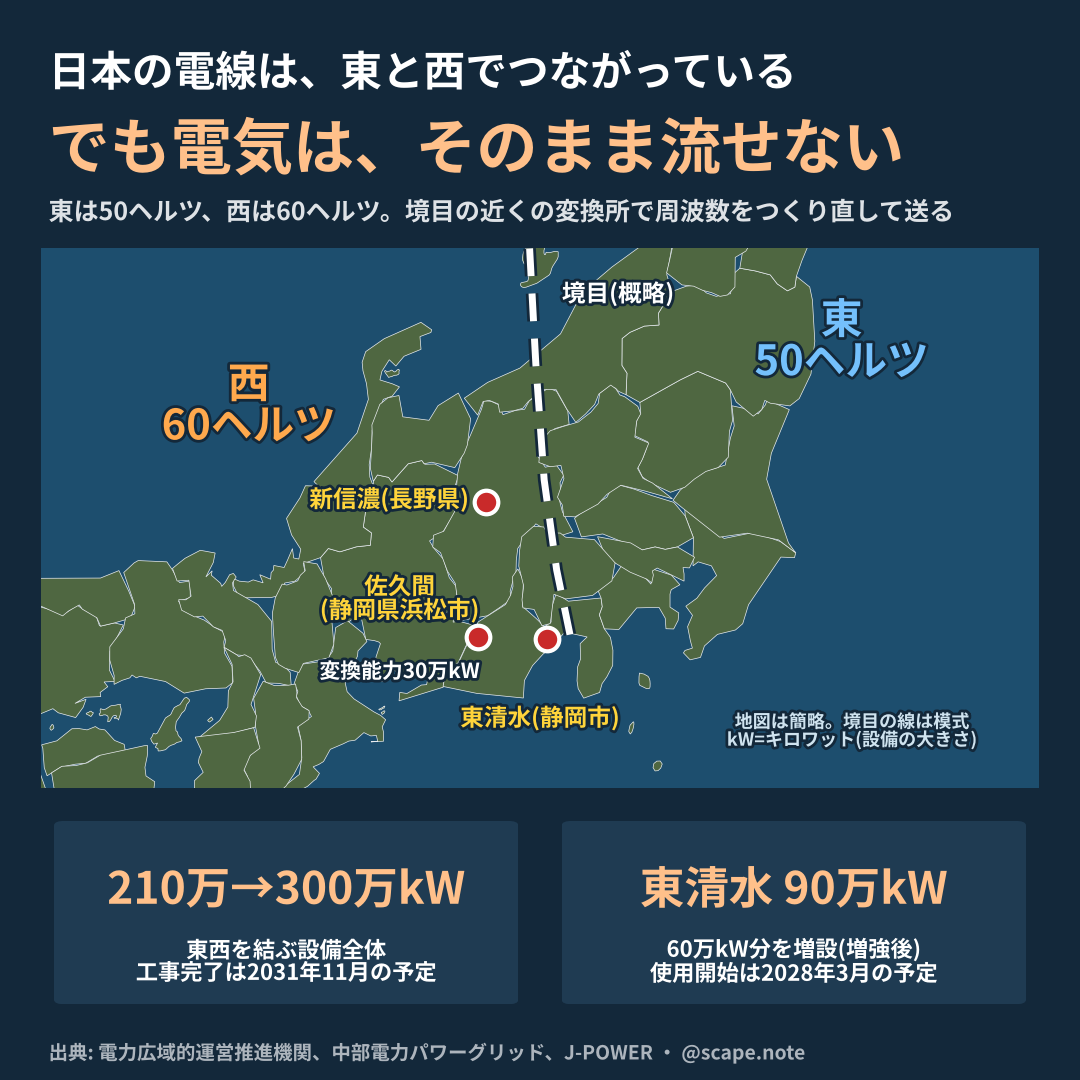 日本の電線は、東と西でつながっている
でも電気は、そのまま流せない
東は50ヘルツ、西は60ヘルツ。境目の近くの変換所で周波数をつくり直して送る
境目(概略)
東
50ヘルツ
西
60ヘルツ
新信濃(長野県)
佐久間
(静岡県浜松市)
変換能力30万kW
東清水(静岡市)
地図は簡略。境目の線は模式
kW=キロワット(設備の大きさ)
210万→300万kW
東西を結ぶ設備全体
工事完了は2031年11月の予定
東清水 90万kW
60万kW分を増設(増強後)
使用開始は2028年3月の予定
出典: 電力広域的運営推進機関、中部電力パワーグリッド、J-POWER ・ @scape.note